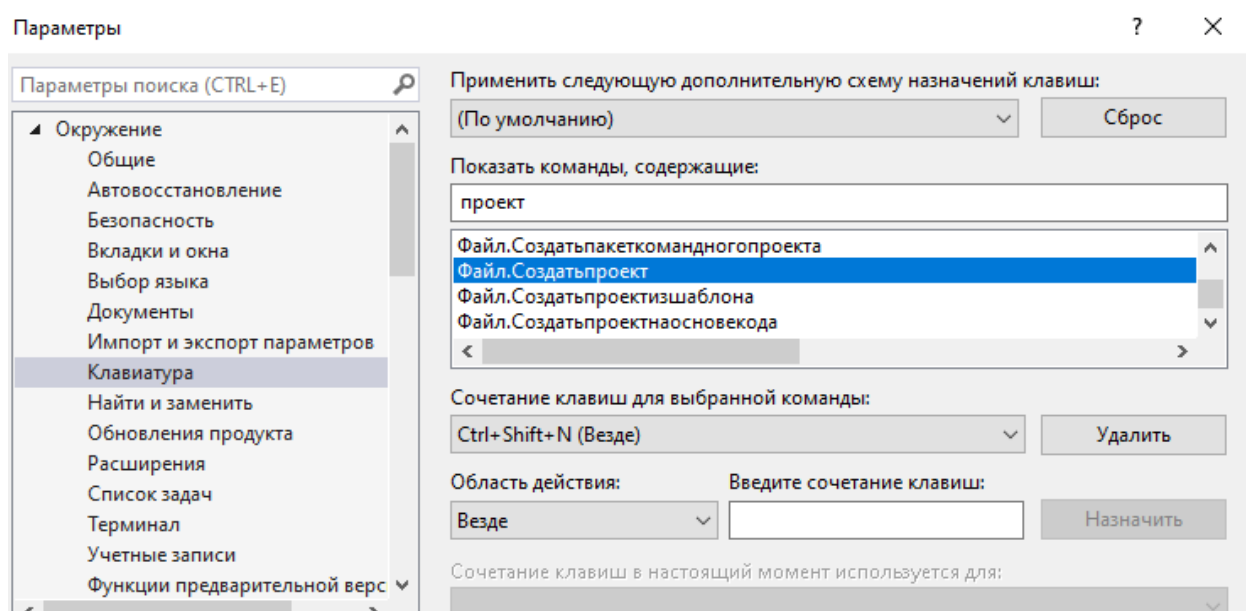 Параметры
?
Параметры поиска (CTRL+E)
Окружение
Общие
Автовосстановление
Безопасность
Вкладки и окна
Выбор языка
Документы
Импорт и экспорт параметров
Клавиатура
Найти и заменить
Обновления продукта
Расширения
Список задач
Терминал
Учетные записи
Функции предварительной верс
Применить следующую дополнительную схему назначений клавиш:
(По умолчанию)
Сброс
Показать команды, содержащие:
проект
Файл.Создатьпакеткомандногопроекта
Файл.Создатьпроект
Файл.Создатьпроектизшаблона
Файл.Создатьпроектнаосновекода
Сочетание клавиш для выбранной команды:
Ctrl+Shift+N (Везде)
Удалить
Область действия:
Введите сочетание клавиш:
Везде
Назначить
Сочетание клавиш в настоящий момент используется для: